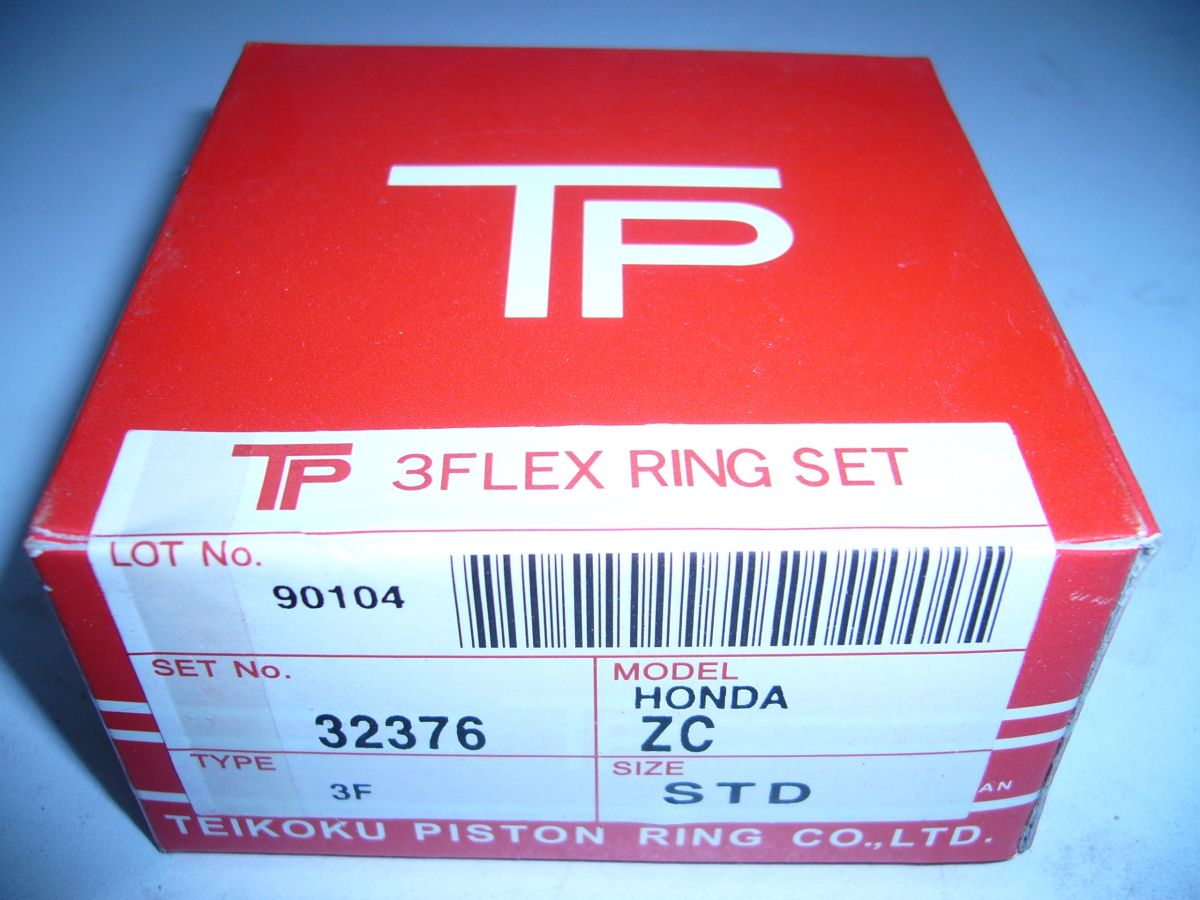 TP
TP 3FLEX RING SET
LOT No.
90104
SET No.
32376
MODEL
HONDA
ZC
TYPE
3F
SIZE
STD
TEIKOKU PISTON RING CO.,LTD.